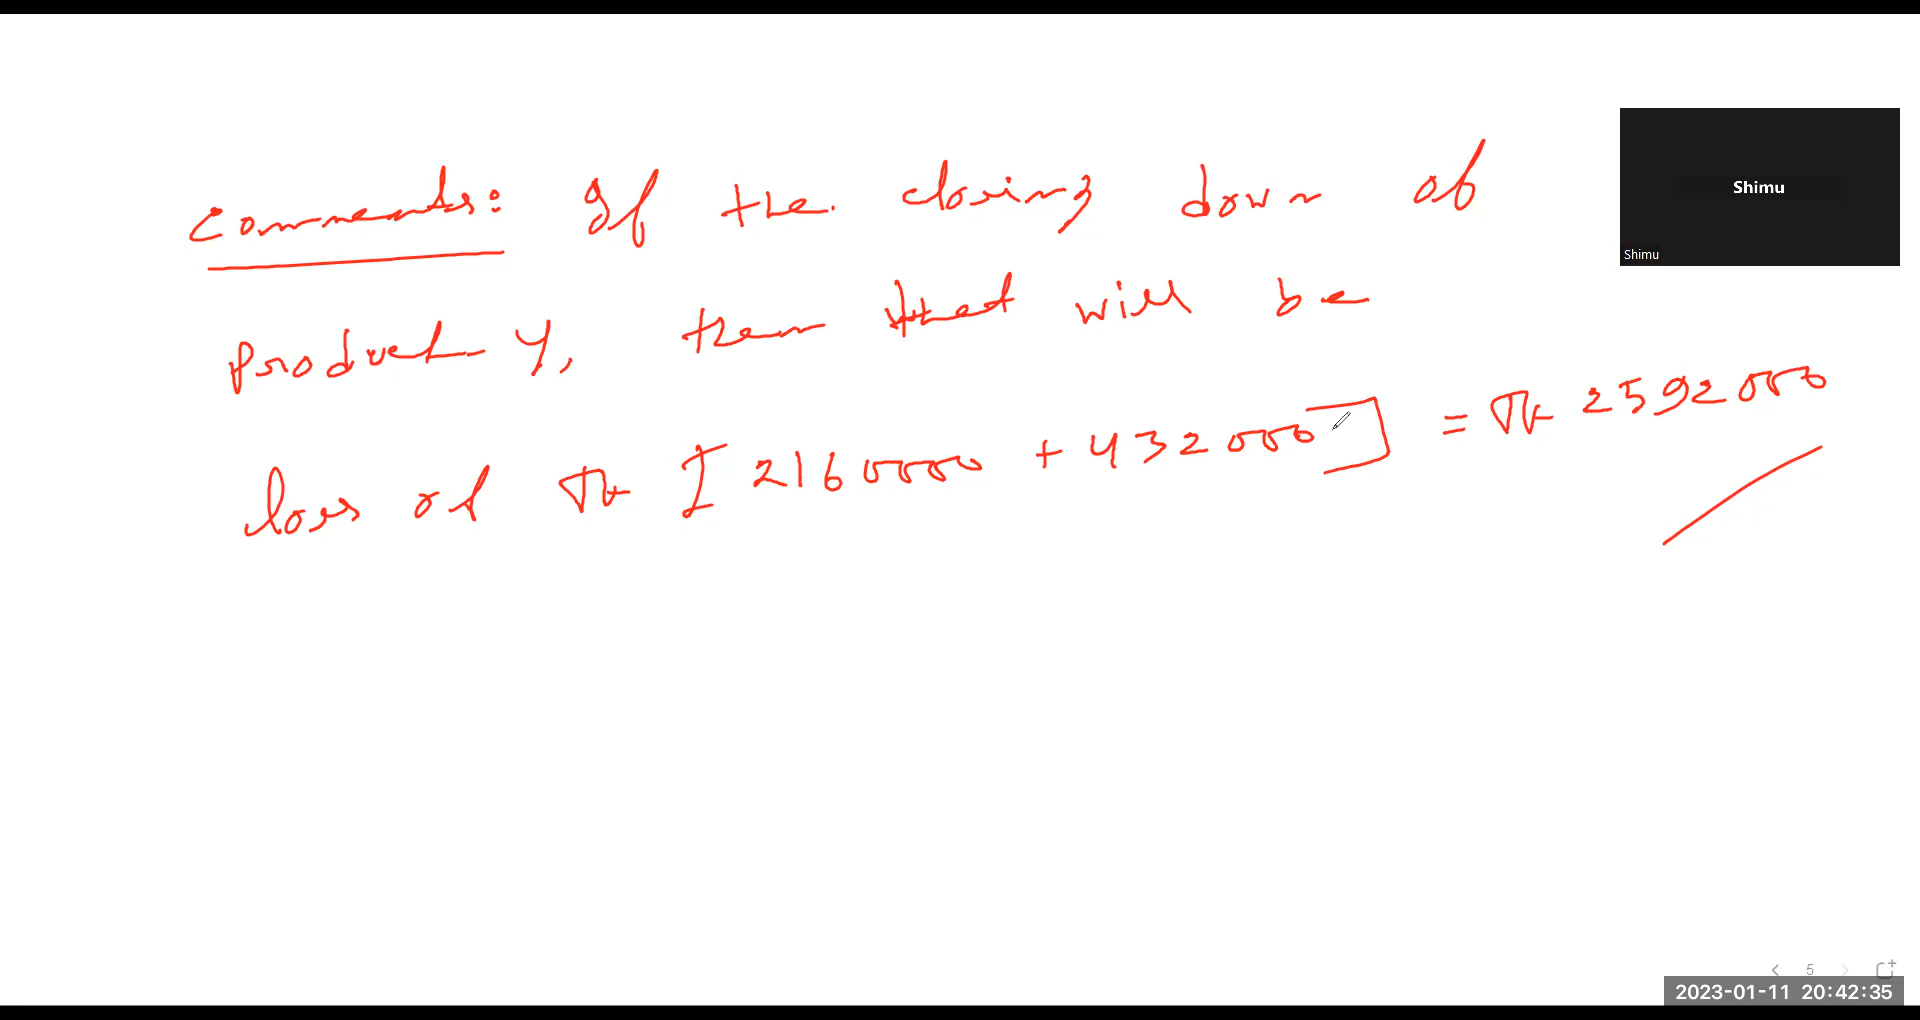 Comments: If the closing down of
Shimu
Shimu
product Y, then that will be
loss of Tk [2160000 + 432000] = Tk 2592000
5
2023-01-11 20:42:35